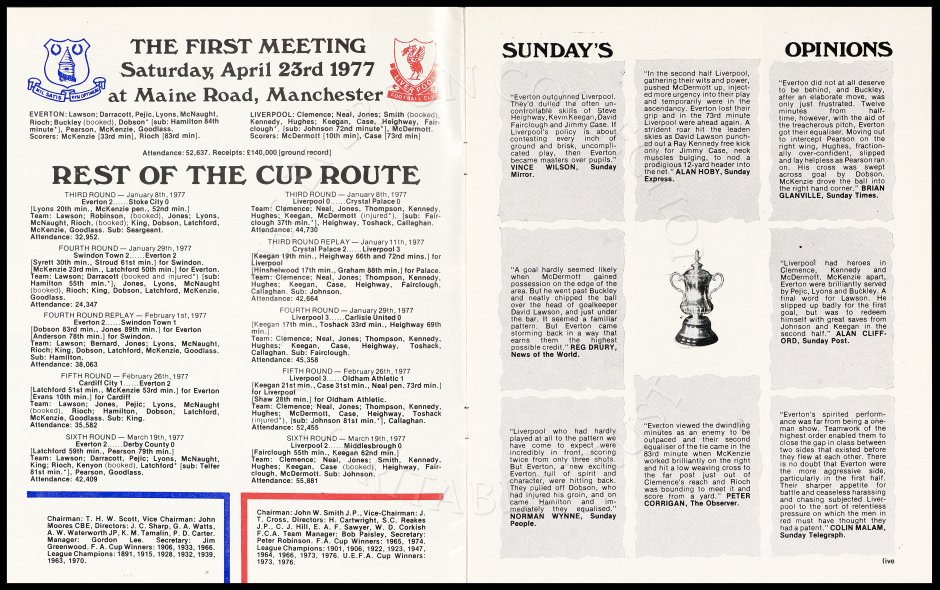 THE FIRST MEETING
Saturday, April 23rd 1977
at Maine Road, Manchester
EVERTON: Lawson; Darracott, Pejic, Lyons, McNaught,
Rioch; Buckley (booked), Dobson* [sub: Hamilton 84th
minute*], Pearson, McKenzie, Goodlass.
Scorers: McKenzie [33rd min], Rioch [83rd min].
LIVERPOOL: Clemence; Neal, Jones; Smith (booked),
Kennedy, Hughes; Keegan, Case, Heighway, Fair-
clough*, [sub: Johnson 72nd minute*], McDermott.
Scorers: McDermott [10th min], Case [73rd min].
Attendance: 52,637. Receipts: £140,000 [ground record]
REST OF THE CUP ROUTE
THIRD ROUND — January 8th, 1977
Everton 2......Stoke City 0
[Lyons 20th min., McKenzie pen., 52nd min.]
Team: Lawson; Robinson, (booked), Jones; Lyons,
McNaught, Rioch, (booked) King, Dobson, Latchford,
McKenzie, Goodlass. Sub: Seargeant.
Attendance: 32,952.
FOURTH ROUND — January 29th, 1977
Swindon Town 2......Everton 2
[Syrett 30th min., Stroud 61st min.] for Swindon.
[McKenzie 23rd min., Latchford 50th min.] for Everton.
Team: Lawson; Darracott (booked and injured*) [sub:
Hamilton 55th min*], Jones, Lyons, McNaught
(booked), Rioch; King, Dobson, Latchford, McKenzie,
Goodlass.
Attendance: 24,347
FOURTH ROUND REPLAY — February 1st, 1977
Everton 2......Swindon Town 1
[Dobson 83rd min., Jones 89th min.] for Everton
[Anderson 78th min.] for Swindon.
Team: Lawson; Bernard, Jones; Lyons, McNaught,
Rioch; King, Dobson, Latchford, McKenzie, Goodlass.
Sub: Hamilton.
Attendance: 38,063
FIFTH ROUND — February 26th, 1977
Cardiff City 1......Everton 2
[Latchford 51st min., McKenzie 53rd min.] for Everton
[Evans 10th min.] for Cardiff
Team: Lawson; Jones, Pejic; Lyons, McNaught
(booked), Rioch; Hamilton, Dobson, Latchford,
McKenzie, Goodlass. Sub: King.
Attendance: 35,582
SIXTH ROUND — March 19th, 1977
Everton 2......Derby County 0
[Latchford 59th min., Pearson 79th min.]
Team: Lawson; Darracott, Jones; Lyons, McNaught,
King; Rioch, Kenyon (booked), Latchford* [sub: Telfer
81st min.*], Pearson, Goodlass.
Attendance: 42,409
THIRD ROUND — January 8th, 1977
Liverpool 0......Crystal Palace 0
Team: Clemence; Neal, Jones, Thompson, Kennedy,
Hughes; Keegan, McDermott (injured*), [sub: Fair-
clough 37th min.*], Heighway, Toshack, Callaghan.
Attendance: 44,730
THIRD ROUND REPLAY — January 11th, 1977
Crystal Palace 2......Liverpool 3
[Keegan 19th min., Heighway 66th and 72nd mins.] for
Liverpool
[Hinshelwood 17th min., Graham 88th min.] for Palace.
Team: Clemence; Neal, Jones; Thompson, Kennedy,
Hughes; Keegan, Case, Heighway, Fairclough,
Callaghan. Sub: Johnson.
Attendance: 42,664
FOURTH ROUND — January 29th, 1977
Liverpool 3......Carlisle United 0
[Keegan 17th min., Toshack 33rd min., Heighway 69th
min.]
Team: Clemence; Neal, Jones; Thompson, Kennedy,
Hughes; Keegan, Case, Heighway, Toshack,
Callaghan. Sub: Fairclough.
Attendance: 45,358
FIFTH ROUND — February 26th, 1977
Liverpool 3......Oldham Athletic 1
[Keegan 21st min., Case 31st min., Neal pen. 73rd min.]
for Liverpool
[Shaw 28th min.] for Oldham Athletic.
Team: Clemence; Neal, Jones; Thompson, Kennedy,
Hughes; McDermott, Case, Heighway, Toshack
(injured*), [sub: Johnson 81st min.*], Callaghan.
Attendance: 52,455
SIXTH ROUND — March 19th, 1977
Liverpool 2......Middlesbrough 0
[Fairclough 55th min., Keegan 62nd min.]
Team: Clemence; Neal, Jones; Smith, Kennedy,
Hughes; Keegan, Case (booked), Heighway, Fair-
clough, McDermott. Sub: Johnson.
Attendance: 55,881
Chairman: T. H. W. Scott, Vice Chairman: John
Moores CBE, Directors: J. C. Sharp, G. A. Watts,
A. W. Waterworth JP, K. M. Tamalin, P. D. Carter.
Manager: Gordon Lee. Secretary: Jim
Greenwood. F. A. Cup Winners: 1906, 1933, 1966.
League Champions: 1891, 1915, 1928, 1932, 1939,
1963, 1970.
Chairman: John W. Smith J.P., Vice-Chairman: J.
T. Cross, Directors: H. Cartwright, S.C. Reakes
J.P., C. J. Hill, E. A. F. Sawyer, W. D. Corkish
F.C.A. Team Manager: Bob Paisley, Secretary:
Peter Robinson. F.A. Cup Winners: 1965, 1974.
League Champions: 1901, 1906, 1922, 1923, 1947,
1964, 1966, 1973, 1976. U.E.F.A. Cup Winners:
1973, 1976.
SUNDAY'S OPINIONS
"Everton outgunned Liverpool.
They'd dulled the often un-
controllable skills of Steve
Heighway, Kevin Keegan, David
Fairclough and Jimmy Case. If
Liverpool's policy is about
contesting every inch of
ground and brisk, uncompli-
cated play, then Everton
became masters over pupils."
VINCE WILSON, Sunday
Mirror.
"In the second half Liverpool,
gathering their wits and power,
pushed McDermott up, inject-
ed more urgency into their play
and temporarily were in the
ascendancy. Everton lost their
grip and in the 73rd minute
Liverpool were ahead again. A
strident roar hit the leaden
skies as David Lawson punch-
ed out a Ray Kennedy free kick
only for Jimmy Case, neck
muscles bulging, to nod a
prodigious 12-yard header into
the net." ALAN HOBY, Sunday
Express.
"Everton did not at all deserve
to be behind, and Buckley,
after an elaborate move, was
only just frustrated. Twelve
minutes from half-
time, however, with the aid of
the treacherous pitch, Everton
got their equaliser. Moving out
to intercept Pearson on the
right wing, Hughes, fraction-
ally over-confident, slipped
and lay helpless as Pearson ran
on. His cross was swept
across goal by Dobson.
McKenzie drove the ball into
the right hand corner." BRIAN
GLANVILLE, Sunday Times.
"A goal hardly seemed likely
when McDermott gained
possession on the edge of the
area. But he went past Buckley
and neatly chipped the ball
over the head of goalkeeper
David Lawson, and just under
the bar. It seemed a familiar
pattern. But Everton came
storming back in a way that
earns them the highest
possible credit." REG DRURY,
News of the World.
"Liverpool had heroes in
Clemence, Kennedy and
McDermott. McKenzie apart,
Everton were brilliantly served
by Pejic, Lyons and Buckley. A
final word for Lawson. He
slipped up badly for the first
goal, but was to redeem
himself with great saves from
Johnson and Keegan in the
second half." ALAN CLIFF-
ORD, Sunday Post.
"Liverpool who had hardly
played at all to the pattern we
have come to expect were
incredibly in front, scoring
twice from only three shots.
But Everton, a new exciting
Everton, full of spirit and
character, were hitting back.
They pulled off Dobson, who
had injured his groin, and on
came Hamilton and im-
mediately they equalised."
NORMAN WYNNE, Sunday
People.
"Everton viewed the dwindling
minutes as an enemy to be
outpaced and their second
equaliser of the tie came in the
83rd minute when McKenzie
worked brilliantly on the right
and hit a low weaving cross to
the far post just out of
Clemence's reach and Rioch
was bounding to meet it and
score from a yard." PETER
CORRIGAN, The Observer.
"Everton's spirited perform-
ance was far from being a one-
man show. Teamwork of the
highest order enabled them to
close the gap in class between
two sides that existed before
they flew at each other. There
is no doubt that Everton were
the more aggressive side,
particularly in the first half.
Their sharper appetite for
battle and ceaseless harassing
and chasing subjected Liver-
pool to the sort of relentless
pressure on which the men in
red must have thought they
had a patent." COLIN MALAM,
Sunday Telegraph.
five